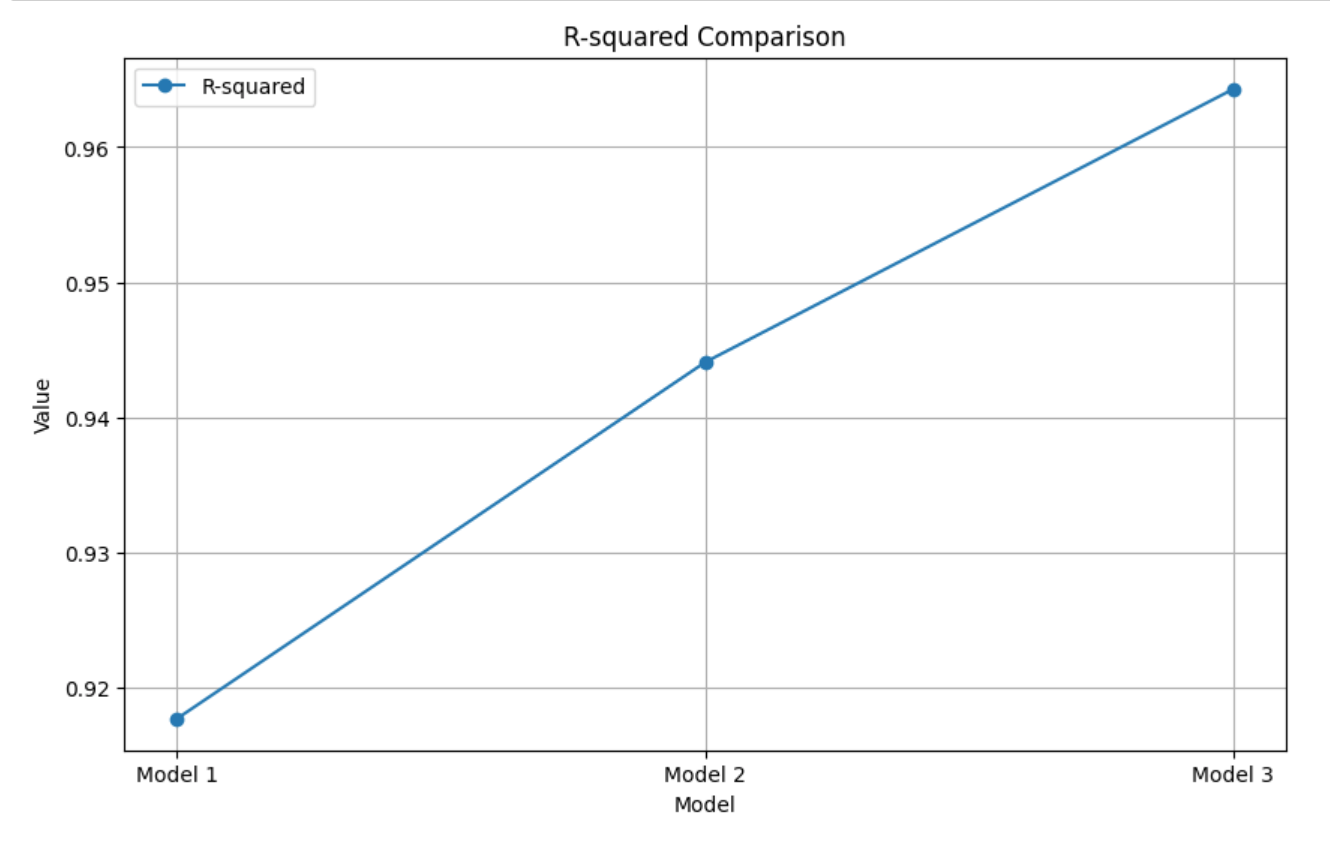 R-squared Comparison
R-squared
0.96
0.95
0.94
0.93
0.92
Value
Model 1 Model 2 Model 3
Model